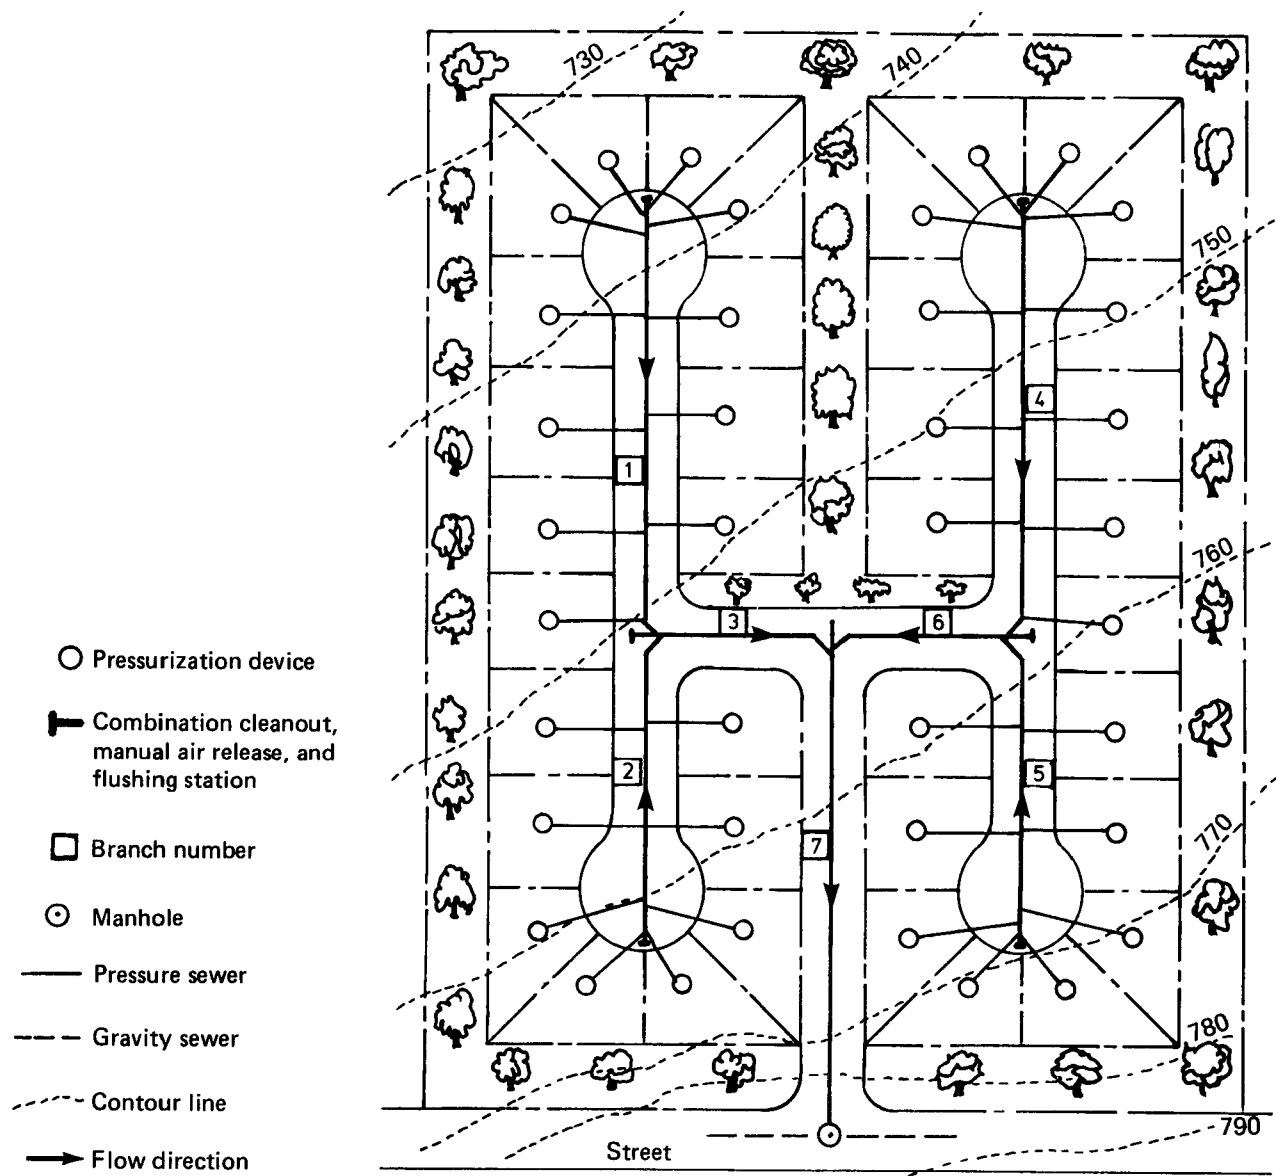 730
740
750
4
1
760
3
6
Pressurization device
Combination cleanout,
manual air release, and
flushing station
2
5
770
Branch number
7
Manhole
Pressure sewer
Gravity sewer
780
Contour line
790
Street
Flow direction